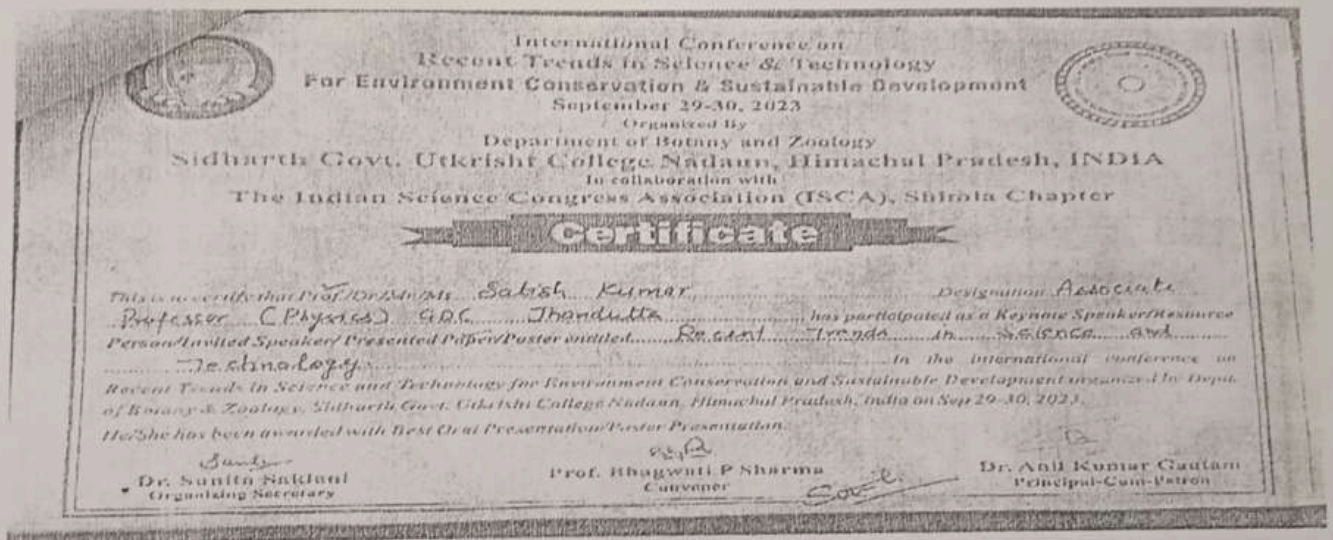 International Conference on
Recent Trends in Science & Technology
For Environment Conservation & Sustainable Development
September 29-30, 2023
Organized By
Department of Botany and Zoology
Sidharth Govt. Utkrisht College Nadaun, Himachal Pradesh, INDIA
In collaboration with
The Indian Science Congress Association (ISCA), Shimla Chapter
Certificate
This is to certify that Prof/Dr/Mr/Ms Satish Kumar Designation Associate
Professor (Physics) GDC Jhandutta has participated as a Keynote Speaker/Resource
Person/Invited Speaker/ Presented Paper/Poster entitled Recent Trends in Science and
Technology In the international conference on
Recent Trends in Science and Technology for Environment Conservation and Sustainable Development organized by Dept.
of Botany & Zoology, Sidharth Govt. Utkrisht College Nadaun, Himachal Pradesh, India on Sep 29-30, 2023.
He/She has been awarded with Best Oral Presentation/Poster Presentation.
Dr. Sunita Saklani Prof. Bhagwati P Sharma Dr. Anil Kumar Gautam
Organizing Secretary Convener Principal-Cum-Patron